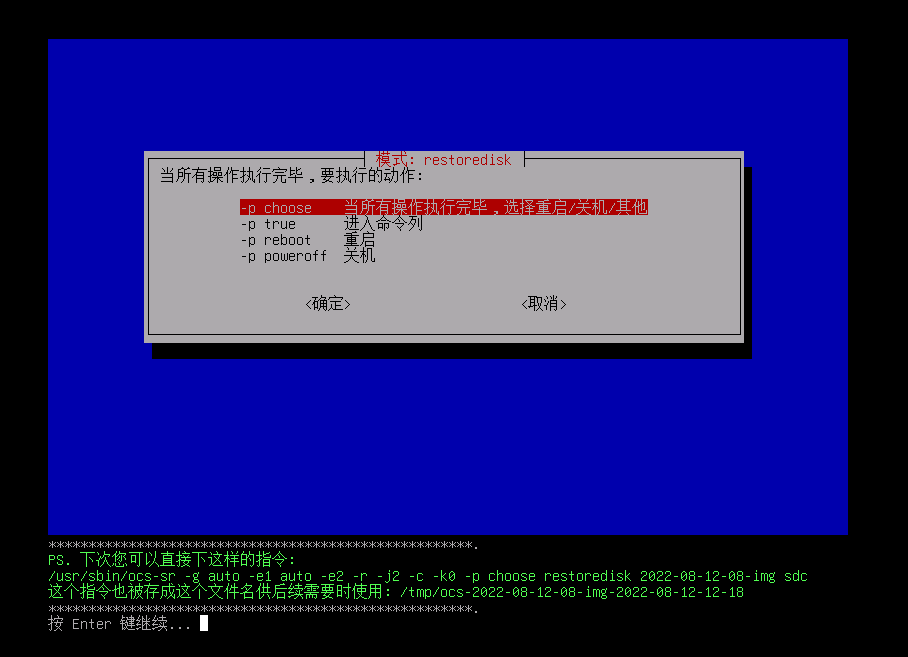 模式: restoredisk
当所有操作执行完毕，要执行的动作:
-p choose 当所有操作执行完毕，选择重启/关机/其他
-p true 进入命令列
-p reboot 重启
-p poweroff 关机
<确定> <取消>
*****************************************************.
PS. 下次您可以直接下这样的指令:
/usr/sbin/ocs-sr -g auto -e1 auto -e2 -r -j2 -c -k0 -p choose restoredisk 2022-08-12-08-img sdc
这个指令也被存成这个文件名供后续需要时使用: /tmp/ocs-2022-08-12-08-img-2022-08-12-12-18
*****************************************************.
按 Enter 键继续...